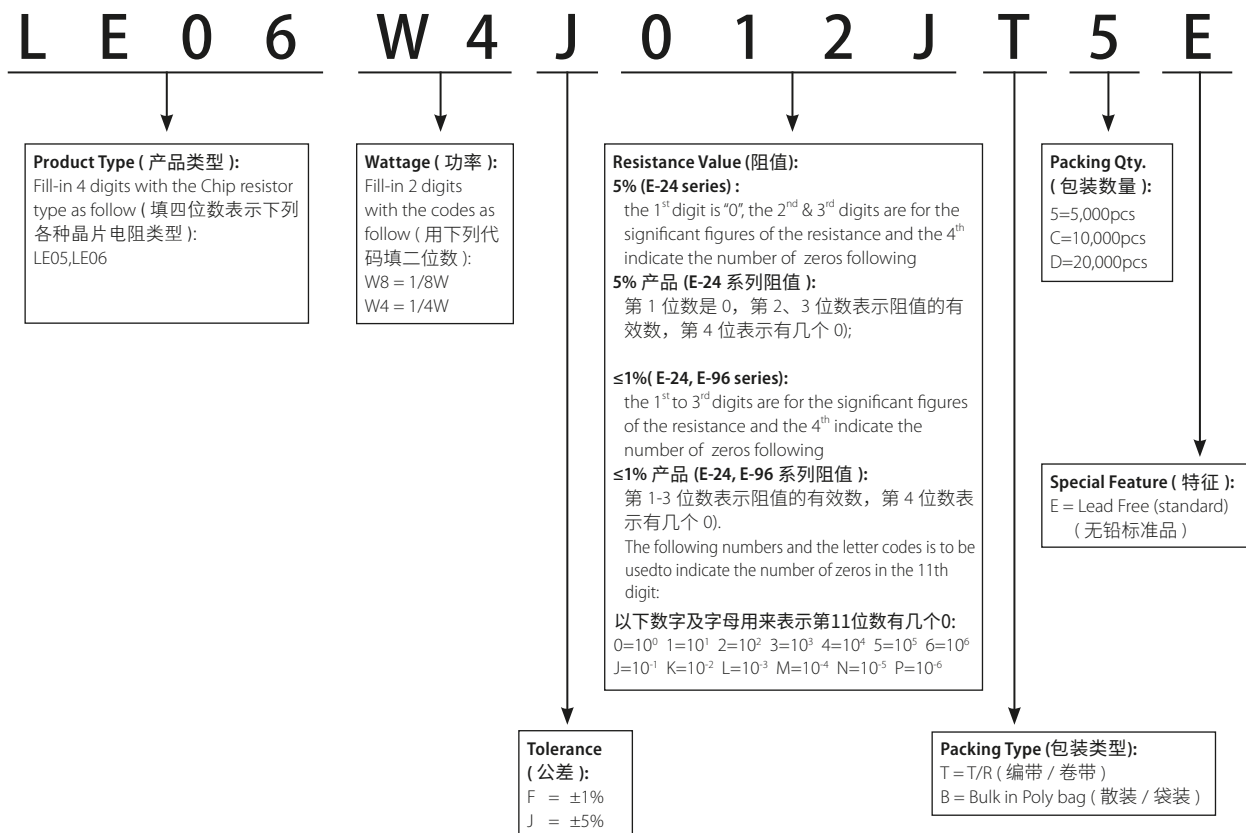 L E 0 6 W 4 J 0 1 2 J T 5 E
Product Type ( 产品类型 ):
Fill-in 4 digits with the Chip resistor
type as follow ( 填四位数表示下列
各种晶片电阻类型 ):
LE05,LE06
Wattage ( 功率 ):
Fill-in 2 digits
with the codes as
follow ( 用下列代
码填二位数 ):
W8 = 1/8W
W4 = 1/4W
Resistance Value (阻值):
5% (E-24 series) :
the 1st digit is “0”, the 2nd & 3rd digits are for the
significant figures of the resistance and the 4th
indicate the number of zeros following
5% 产品 (E-24 系列阻值 ):
第 1 位数是 0，第 2、3 位数表示阻值的有
效数，第 4 位表示有几个 0);
≤1%( E-24, E-96 series):
the 1st to 3rd digits are for the significant figures
of the resistance and the 4th indicate the
number of zeros following
≤1% 产品 (E-24, E-96 系列阻值 ):
第 1-3 位数表示阻值的有效数，第 4 位数表
示有几个 0).
The following numbers and the letter codes is to be
usedto indicate the number of zeros in the 11th
digit:
以下数字及字母用来表示第11位数有几个0:
0=10⁰ 1=10¹ 2=10² 3=10³ 4=10⁴ 5=10⁵ 6=10⁶
J=10⁻¹ K=10⁻² L=10⁻³ M=10⁻⁴ N=10⁻⁵ P=10⁻⁶
Packing Qty.
( 包装数量 ):
5=5,000pcs
C=10,000pcs
D=20,000pcs
Special Feature ( 特征 ):
E = Lead Free (standard)
( 无铅标准品 )
Tolerance
( 公差 ):
F = ±1%
J = ±5%
Packing Type (包装类型):
T = T/R ( 编带 / 卷带 )
B = Bulk in Poly bag ( 散装 / 袋装 )